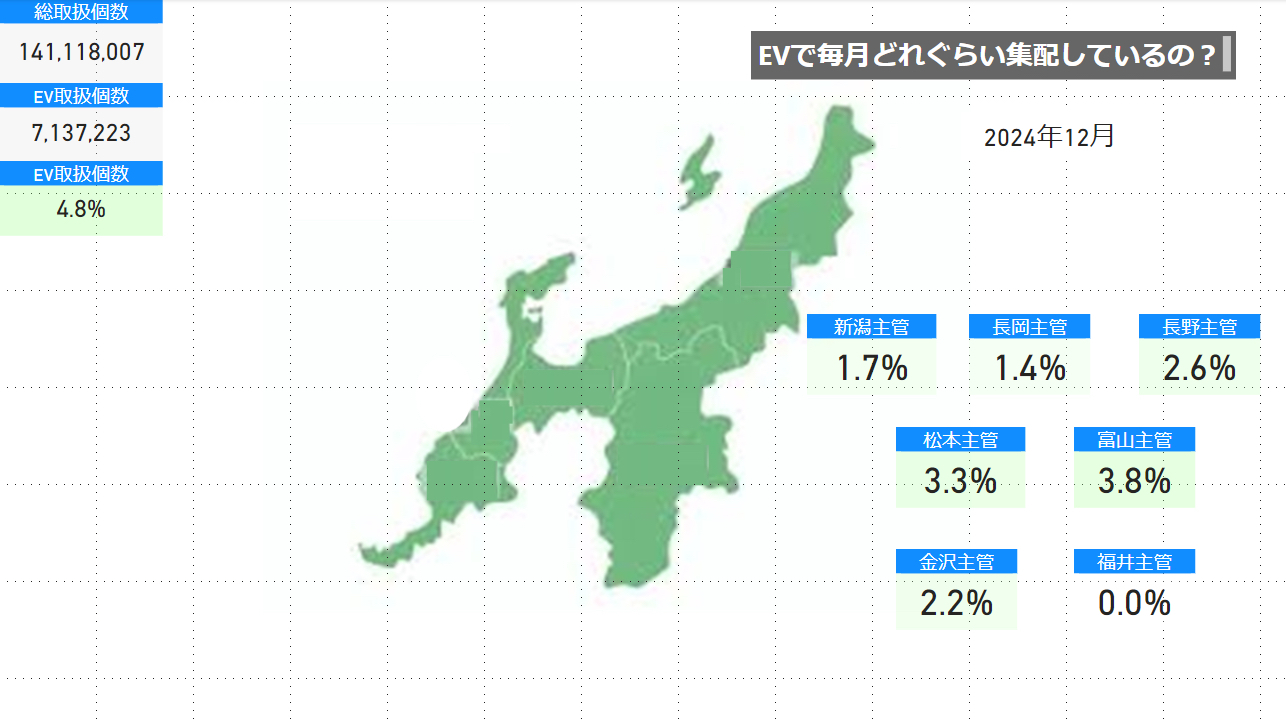 総取扱個数
141,118,007
EV取扱個数
7,137,223
EV取扱個数
4.8%
EVで毎月どれぐらい集配しているの？
2024年12月
新潟主管
1.7%
長岡主管
1.4%
長野主管
2.6%
松本主管
3.3%
富山主管
3.8%
金沢主管
2.2%
福井主管
0.0%